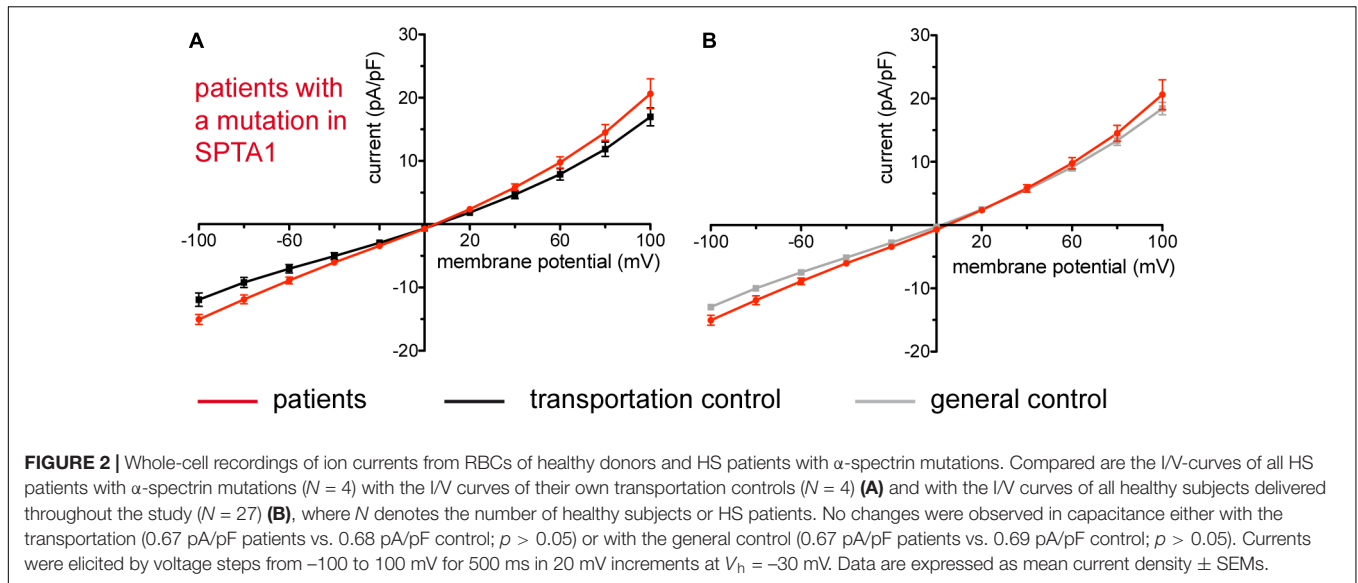 A
B
patients with
a mutation in
SPTA1
current (pA/pF)
30
20
10
-10
-20
-100
-60
20
60
100
membrane potential (mV)
current (pA/pF)
30
20
10
-10
-20
-100
-60
20
60
100
membrane potential (mV)
patients
transportation control
general control
FIGURE 2 | Whole-cell recordings of ion currents from RBCs of healthy donors and HS patients with α-spectrin mutations. Compared are the I/V-curves of all HS
patients with α-spectrin mutations (N = 4) with the I/V curves of their own transportation controls (N = 4) (A) and with the I/V curves of all healthy subjects delivered
throughout the study (N = 27) (B), where N denotes the number of healthy subjects or HS patients. No changes were observed in capacitance either with the
transportation (0.67 pA/pF patients vs. 0.68 pA/pF control; p > 0.05) or with the general control (0.67 pA/pF patients vs. 0.69 pA/pF control; p > 0.05). Currents
were elicited by voltage steps from –100 to 100 mV for 500 ms in 20 mV increments at Vh = –30 mV. Data are expressed as mean current density ± SEMs.